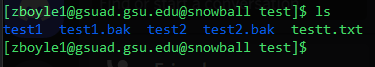 [zboyle1@gsuad.gsu.edu@snowball test]$ ls
test1  test1.bak  test2  test2.bak  testt.txt
[zboyle1@gsuad.gsu.edu@snowball test]$